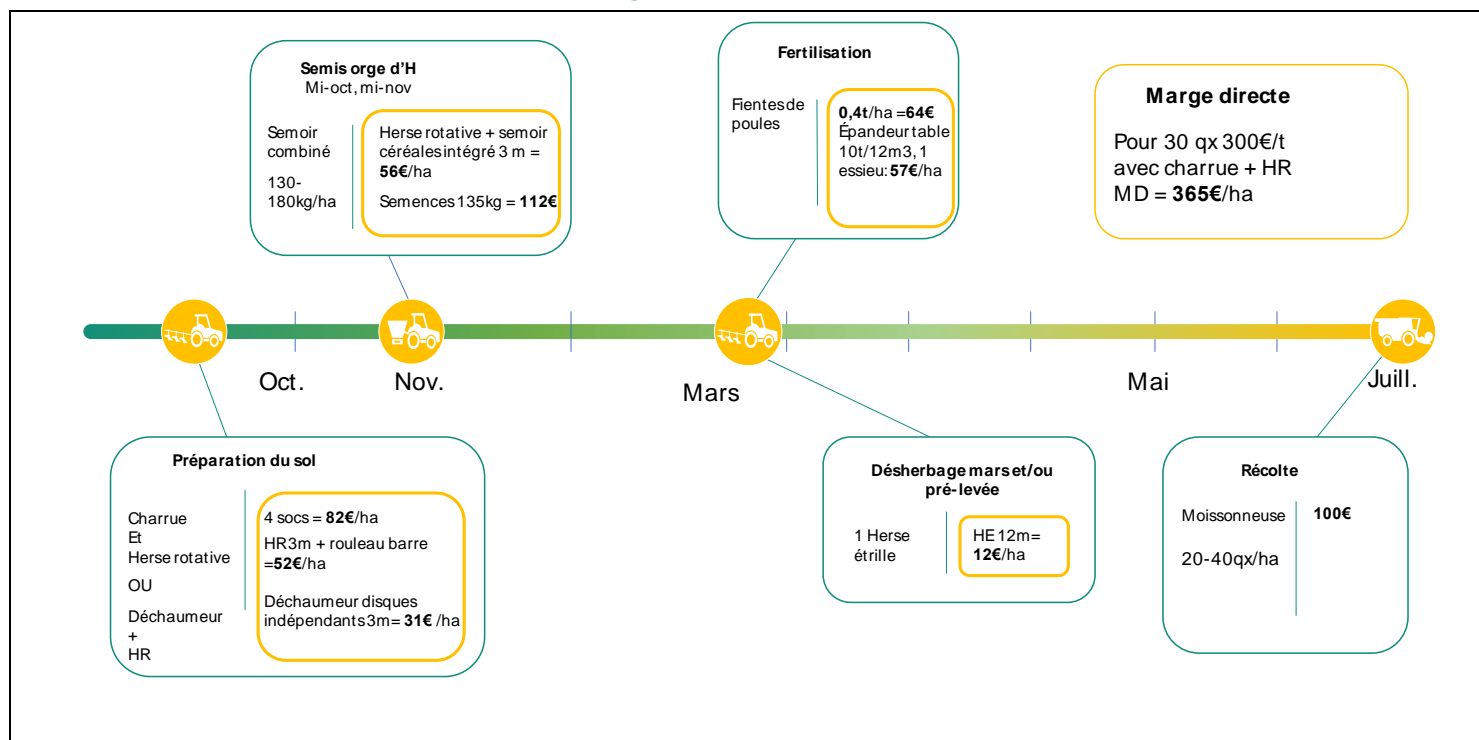 Semis orge d'H
Mi-oct, mi-nov
Semoir
combiné
130-
180kg/ha
Herse rotative + semoir
céréales intégré 3 m =
56€/ha
Semences 135kg = 112€
Fertilisation
Fientes de
poules
0,4t/ha = 64€
Épandeur table
10t/12m3, 1
essieu: 57€/ha
Marge directe
Pour 30 qx 300€/t
avec charrue + HR
MD = 365€/ha
Oct.
Nov.
Mars
Mai
Juill.
Préparation du sol
Charrue
Et
Herse rotative
OU
Déchaumeur
+
HR
4 socs = 82€/ha
HR3m + rouleau barre
=52€/ha
Déchaumeur disques
indépendants 3m = 31€ /ha
Désherbage mars et/ou
pré-levée
1 Herse
étrille
HE 12m =
12€/ha
Récolte
Moissonneuse
20-40qx/ha
100€